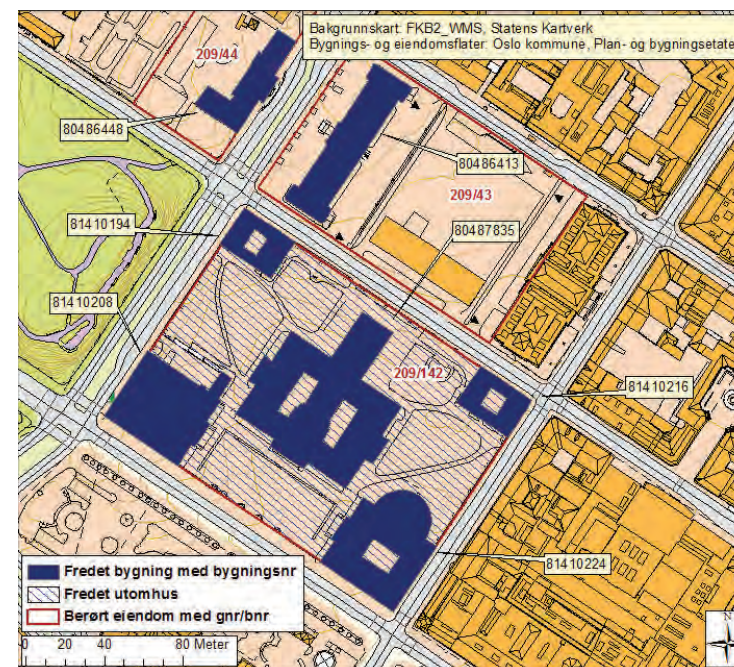 Bakgrunnskart: FKB2_WMS, Statens Kartverk
Bygnings- og eiendomsflater: Oslo kommune, Plan- og bygningsetate
209/44
80486448
80486413
209/43
81410194
80487835
81410208
209/142
81410216
81410224
Fredet bygning med bygningsnr
Fredet utomhus
Berørt eiendom med gnr/bnr
0 20 40 80 Meter
N